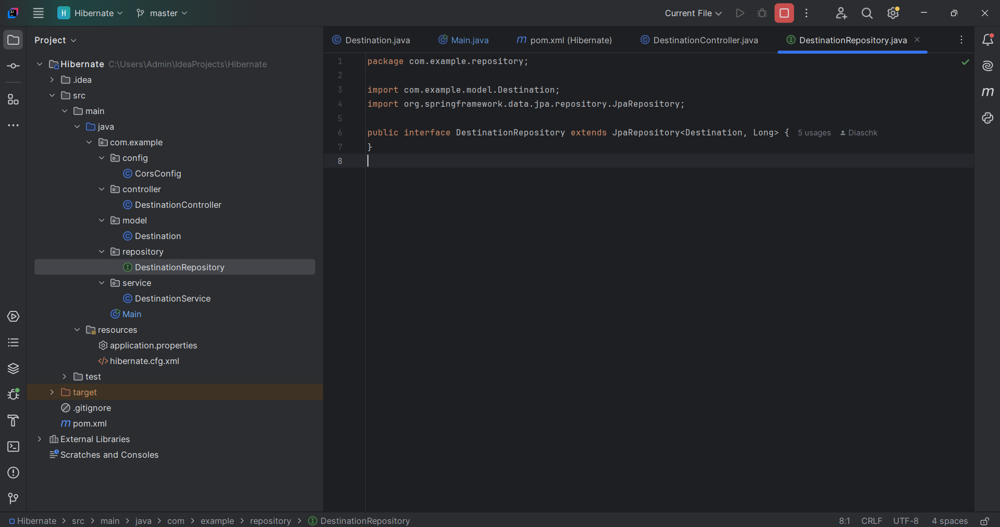 H Hibernate master Current File
Project
Destination.java Main.java pom.xml (Hibernate) DestinationController.java DestinationRepository.java
Hibernate C:\Users\Admin\IdeaProjects\Hibernate
.idea
src
main
java
com.example
config
CorsConfig
controller
DestinationController
model
Destination
repository
DestinationRepository
service
DestinationService
Main
resources
application.properties
hibernate.cfg.xml
test
target
.gitignore
pom.xml
External Libraries
Scratches and Consoles
1 package com.example.repository;
2
3 import com.example.model.Destination;
4 import org.springframework.data.jpa.repository.JpaRepository;
5
6 public interface DestinationRepository extends JpaRepository<Destination, Long> { 5 usages Diaschk
7 }
8
Hibernate > src > main > java > com > example > repository > DestinationRepository 8:1 CRLF UTF-8 4 spaces